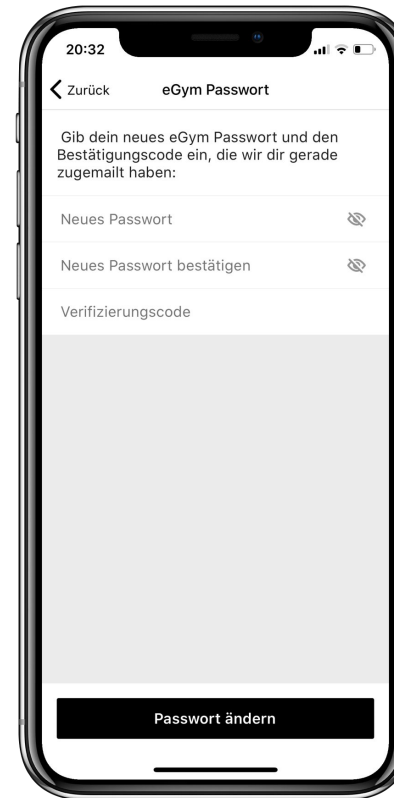 20:32
Zurück
eGym Passwort
Gib dein neues eGym Passwort und den
Bestätigungscode ein, die wir dir gerade
zugemailt haben:
Neues Passwort
Neues Passwort bestätigen
Verifizierungscode
Passwort ändern